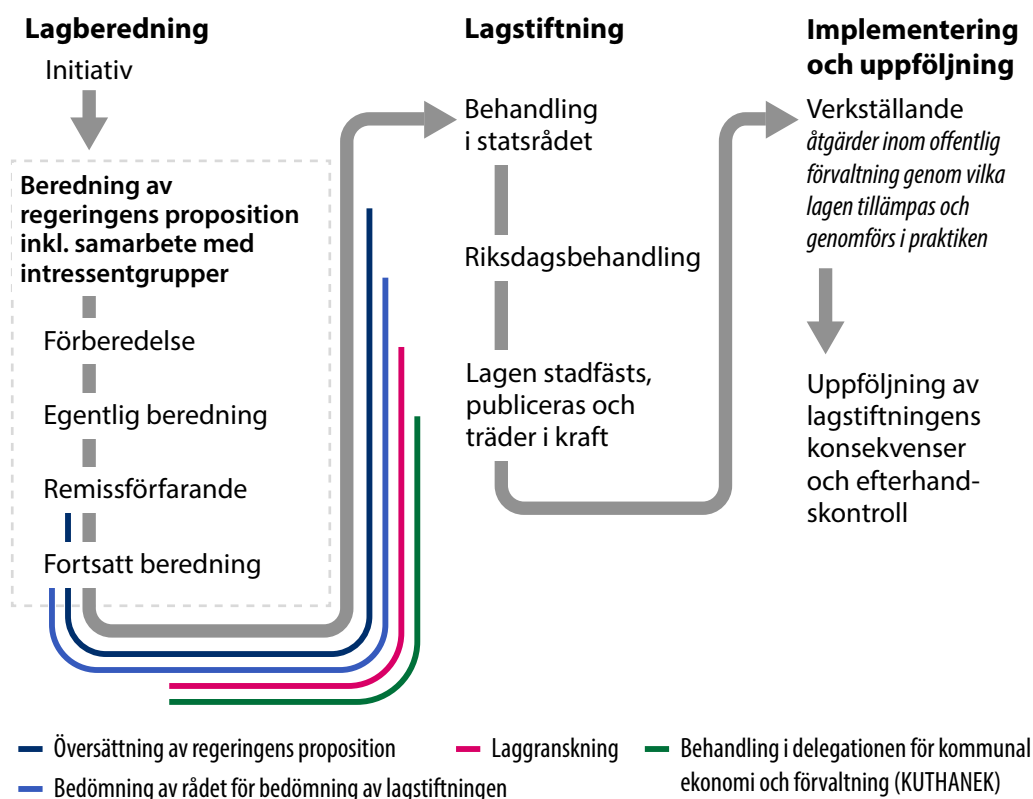 Lagberedning
Initiativ
Beredning av
regeringens proposition
inkl. samarbete med
intressentgrupper
Förberedelse
Egentlig beredning
Remissförfarande
Fortsatt beredning
Lagstiftning
Behandling
i statsrådet
Riksdagsbehandling
Lagen stadfästs,
publiceras och
träder i kraft
Implementering
och uppföljning
Verkställande
åtgärder inom offentlig
förvaltning genom vilka
lagen tillämpas och
genomförs i praktiken
Uppföljning av
lagstiftningens
konsekvenser
och efterhand-
skontroll
Översättning av regeringens proposition
Bedömning av rådet för bedömning av lagstiftningen
Laggranskning
Behandling i delegationen för kommunal
ekonomi och förvaltning (KUTHANEK)